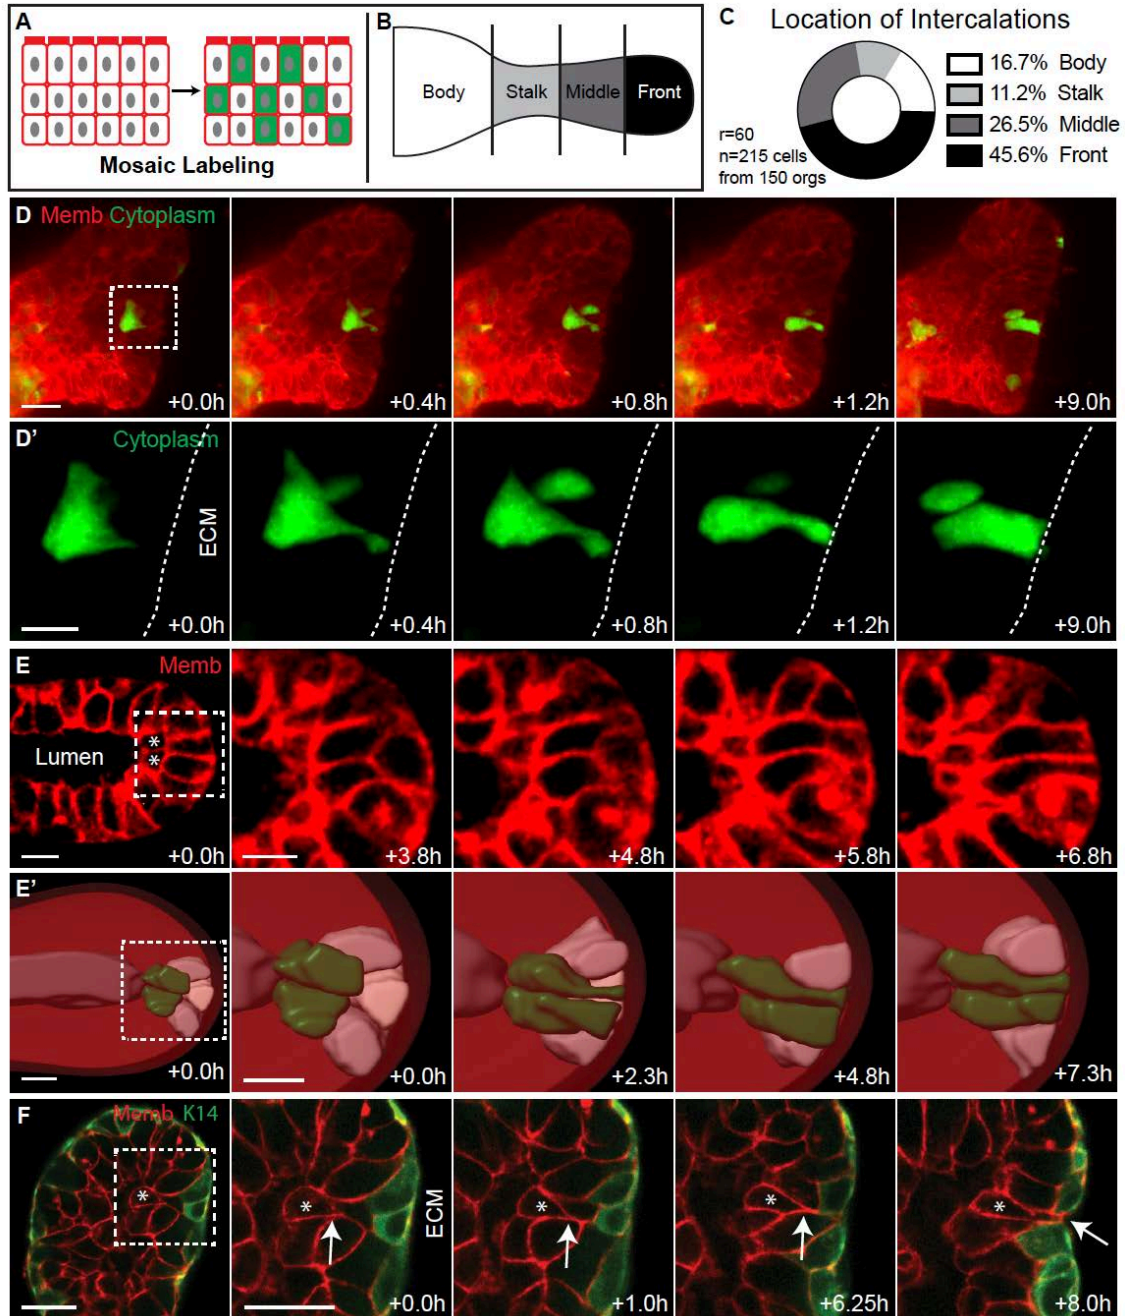 A
Mosaic Labeling
B
Body
Stalk
Middle
Front
C
Location of Intercalations
r=60
n=215 cells
from 150 orgs
16.7% Body
11.2% Stalk
26.5% Middle
45.6% Front
D Memb Cytoplasm
+0.0h
+0.4h
+0.8h
+1.2h
+9.0h
D' Cytoplasm
ECM
+0.0h
+0.4h
+0.8h
+1.2h
+9.0h
E Memb
Lumen
*
*
+0.0h
+3.8h
+4.8h
+5.8h
+6.8h
E'
+0.0h
+0.0h
+2.3h
+4.8h
+7.3h
F Memb K14
*
*
ECM
+0.0h
*
+1.0h
*
+6.25h
*
+8.0h